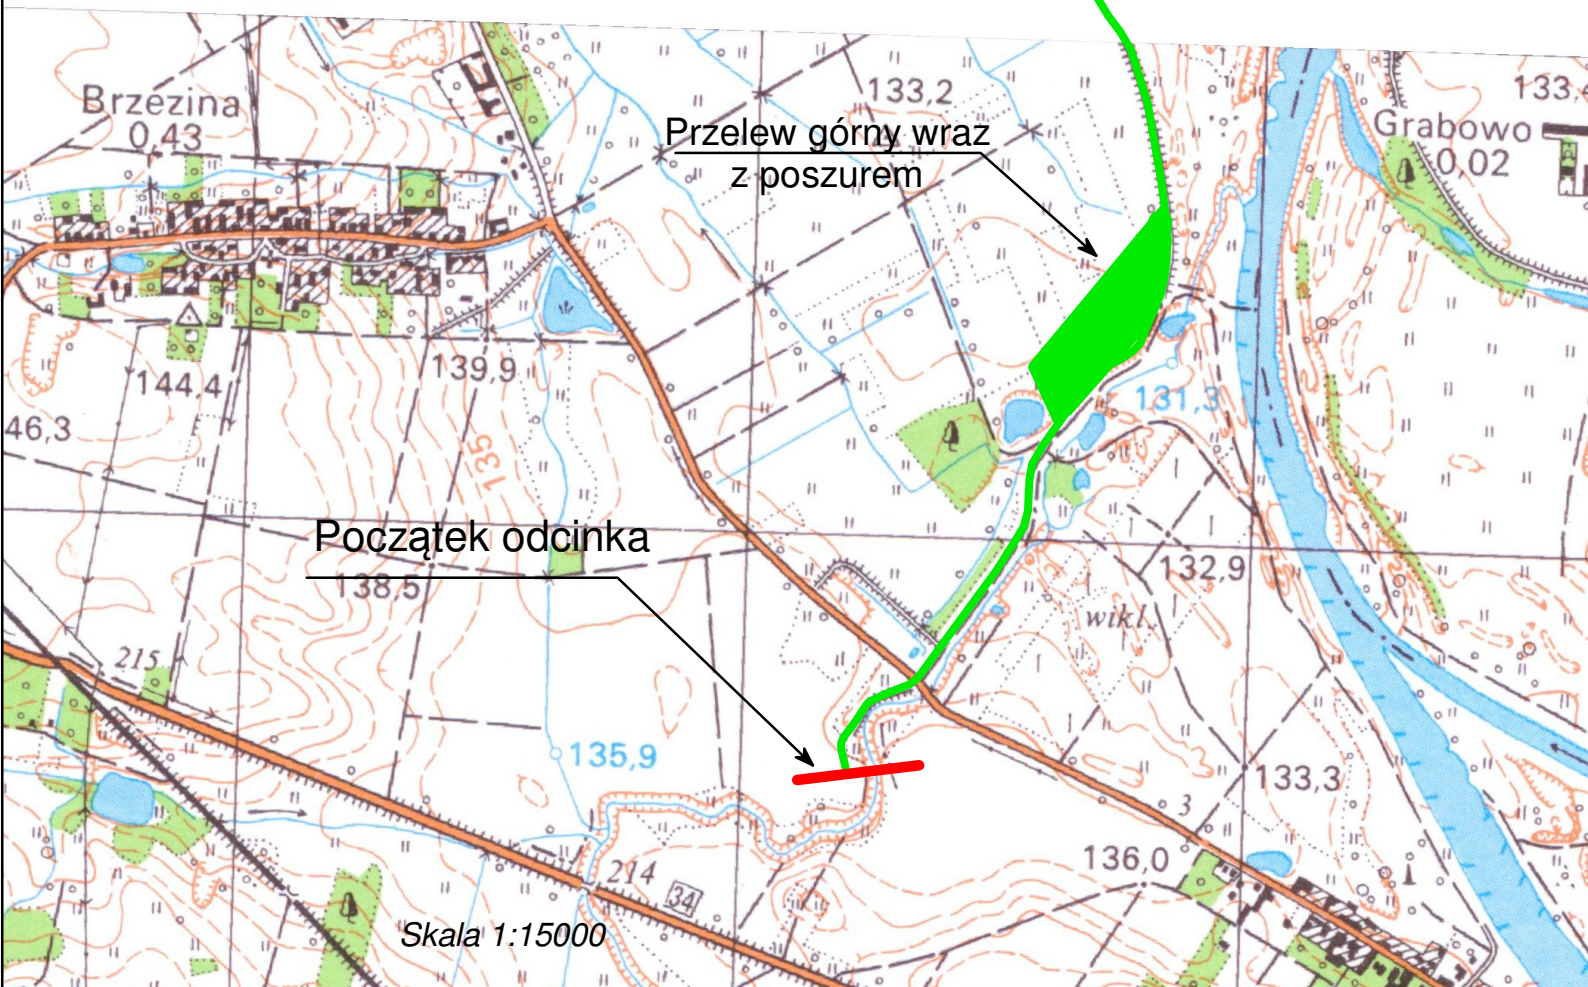 133,2
133,4
Brzezina
0,43
Grabowo
0,02
Przelew górny wraz
z poszurem
139,9
144,4
131,3
46,3
135
Początek odcinka
138,5
132,9
wikl.
215
135,9
133,3
3
136,0
214
34
Skala 1:15000